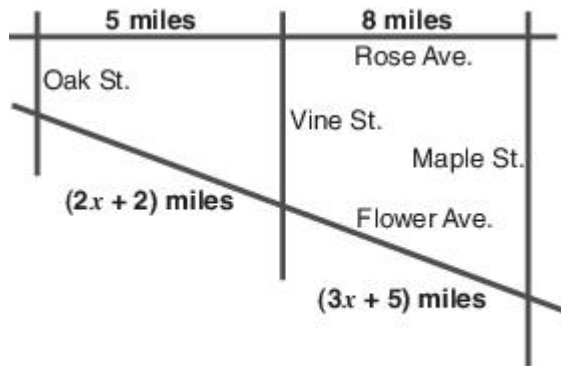 5 miles
8 miles
Rose Ave.
Oak St.
Vine St.
Maple St.
(2x + 2) miles
Flower Ave.
(3x + 5) miles